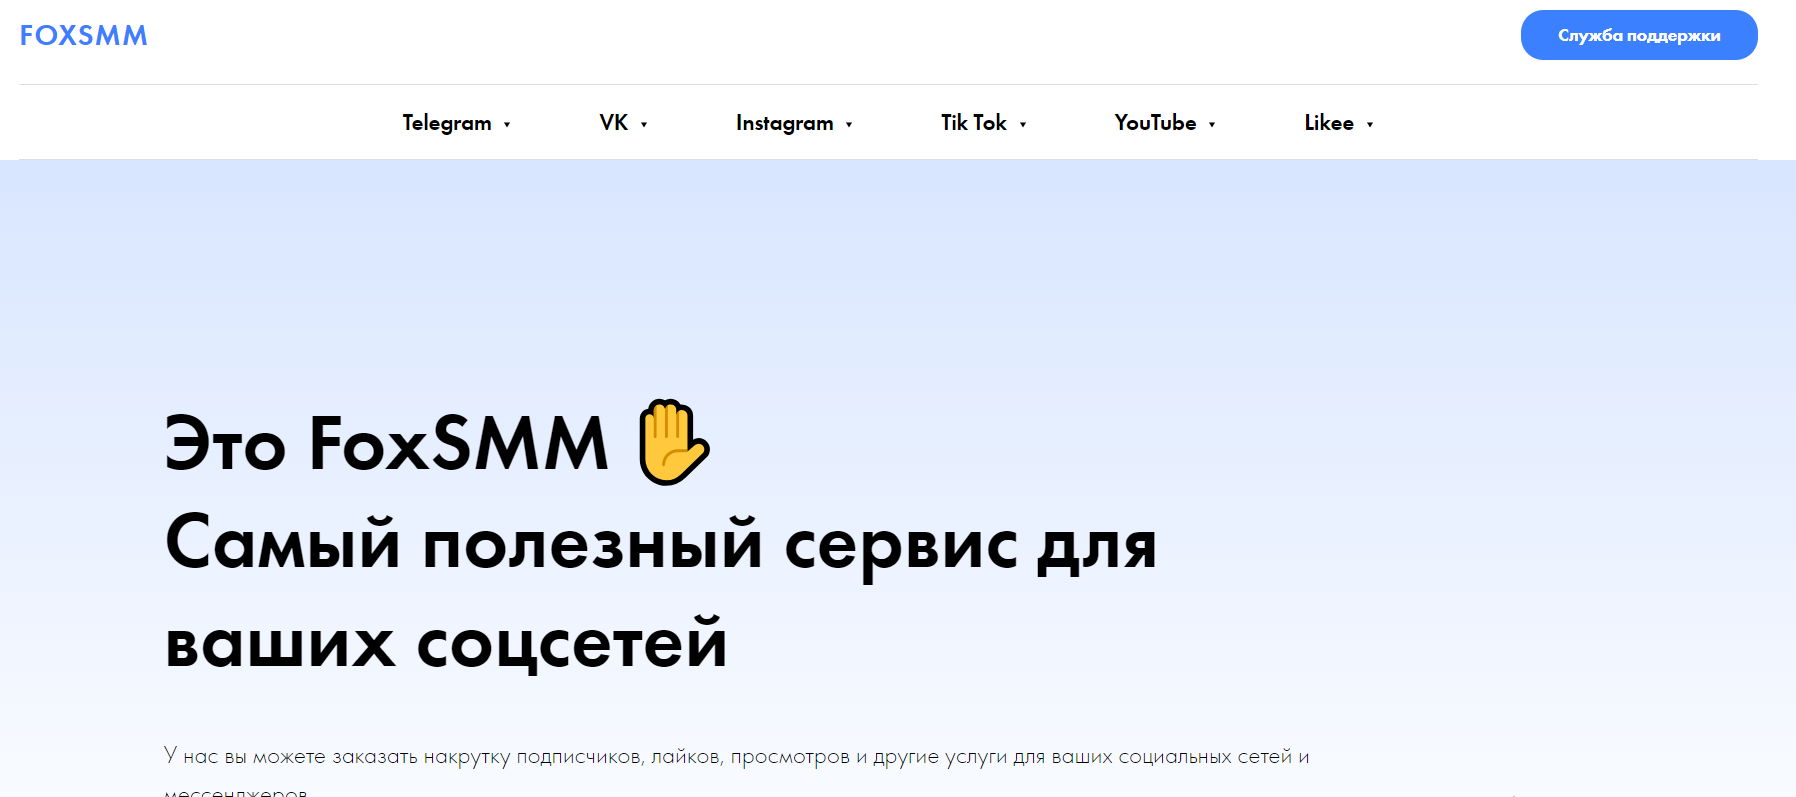 FOXSMM
Служба поддержки
Telegram
VK
Instagram
Tik Tok
YouTube
Likee
Это FoxSMM
Самый полезный сервис для
ваших соцсетей
У нас вы можете заказать накрутку подписчиков, лайков, просмотров и другие услуги для ваших социальных сетей и
мессенджеров